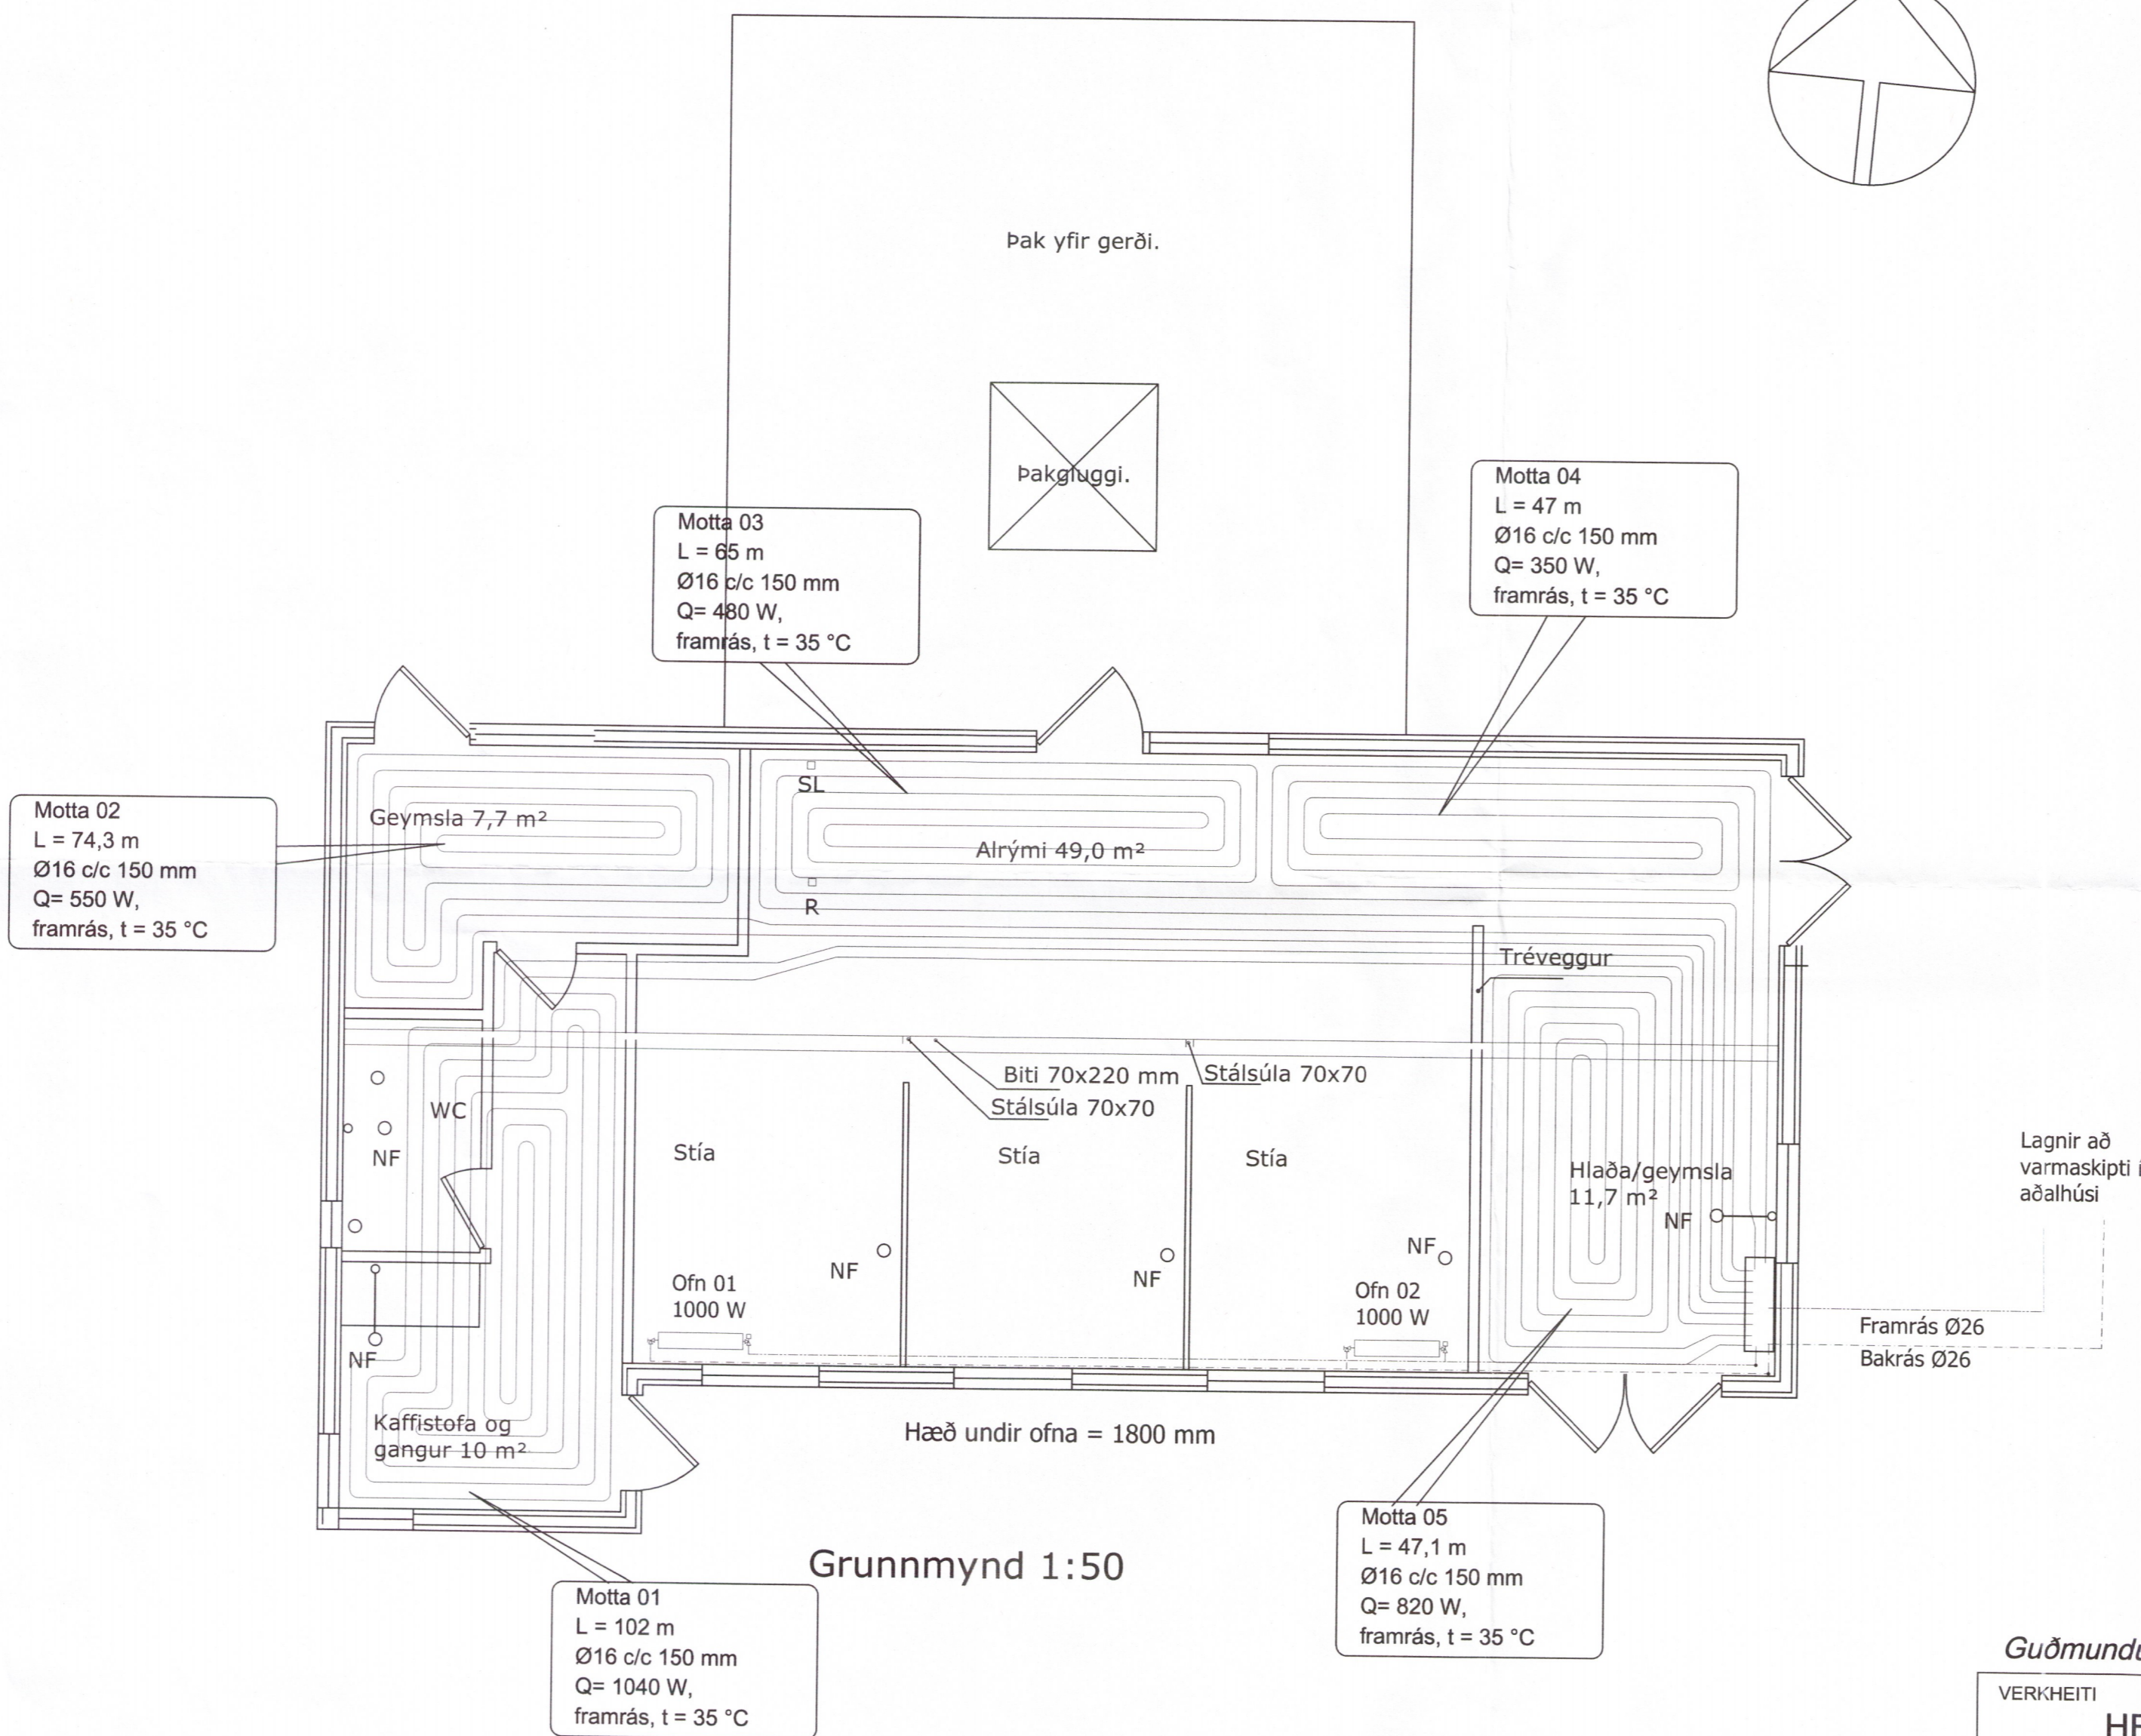 Þak yfir gerði.
Þakgluggi.
Motta 03
L = 65 m
Ø16 c/c 150 mm
Q= 480 W,
framrás, t = 35 °C
Motta 04
L = 47 m
Ø16 c/c 150 mm
Q= 350 W,
framrás, t = 35 °C
Motta 02
L = 74,3 m
Ø16 c/c 150 mm
Q= 550 W,
framrás, t = 35 °C
Geymsla 7,7 m²
SL
Alrými 49,0 m²
R
Tréveggur
Biti 70x220 mm
Stálsúla 70x70
Stálsúla 70x70
WC
NF
Stía
Stía
Stía
Hlaða/geymsla
11,7 m²
NF
Lagnir að
varmaskipti í
aðalhúsi
NF
NF
NF
Ofn 01
1000 W
Ofn 02
1000 W
Framrás Ø26
Bakrás Ø26
NF
Kaffistofa og
gangur 10 m²
Hæð undir ofna = 1800 mm
Grunnmynd 1:50
Motta 05
L = 47,1 m
Ø16 c/c 150 mm
Q= 820 W,
framrás, t = 35 °C
Motta 01
L = 102 m
Ø16 c/c 150 mm
Q= 1040 W,
framrás, t = 35 °C
VERKHEITI